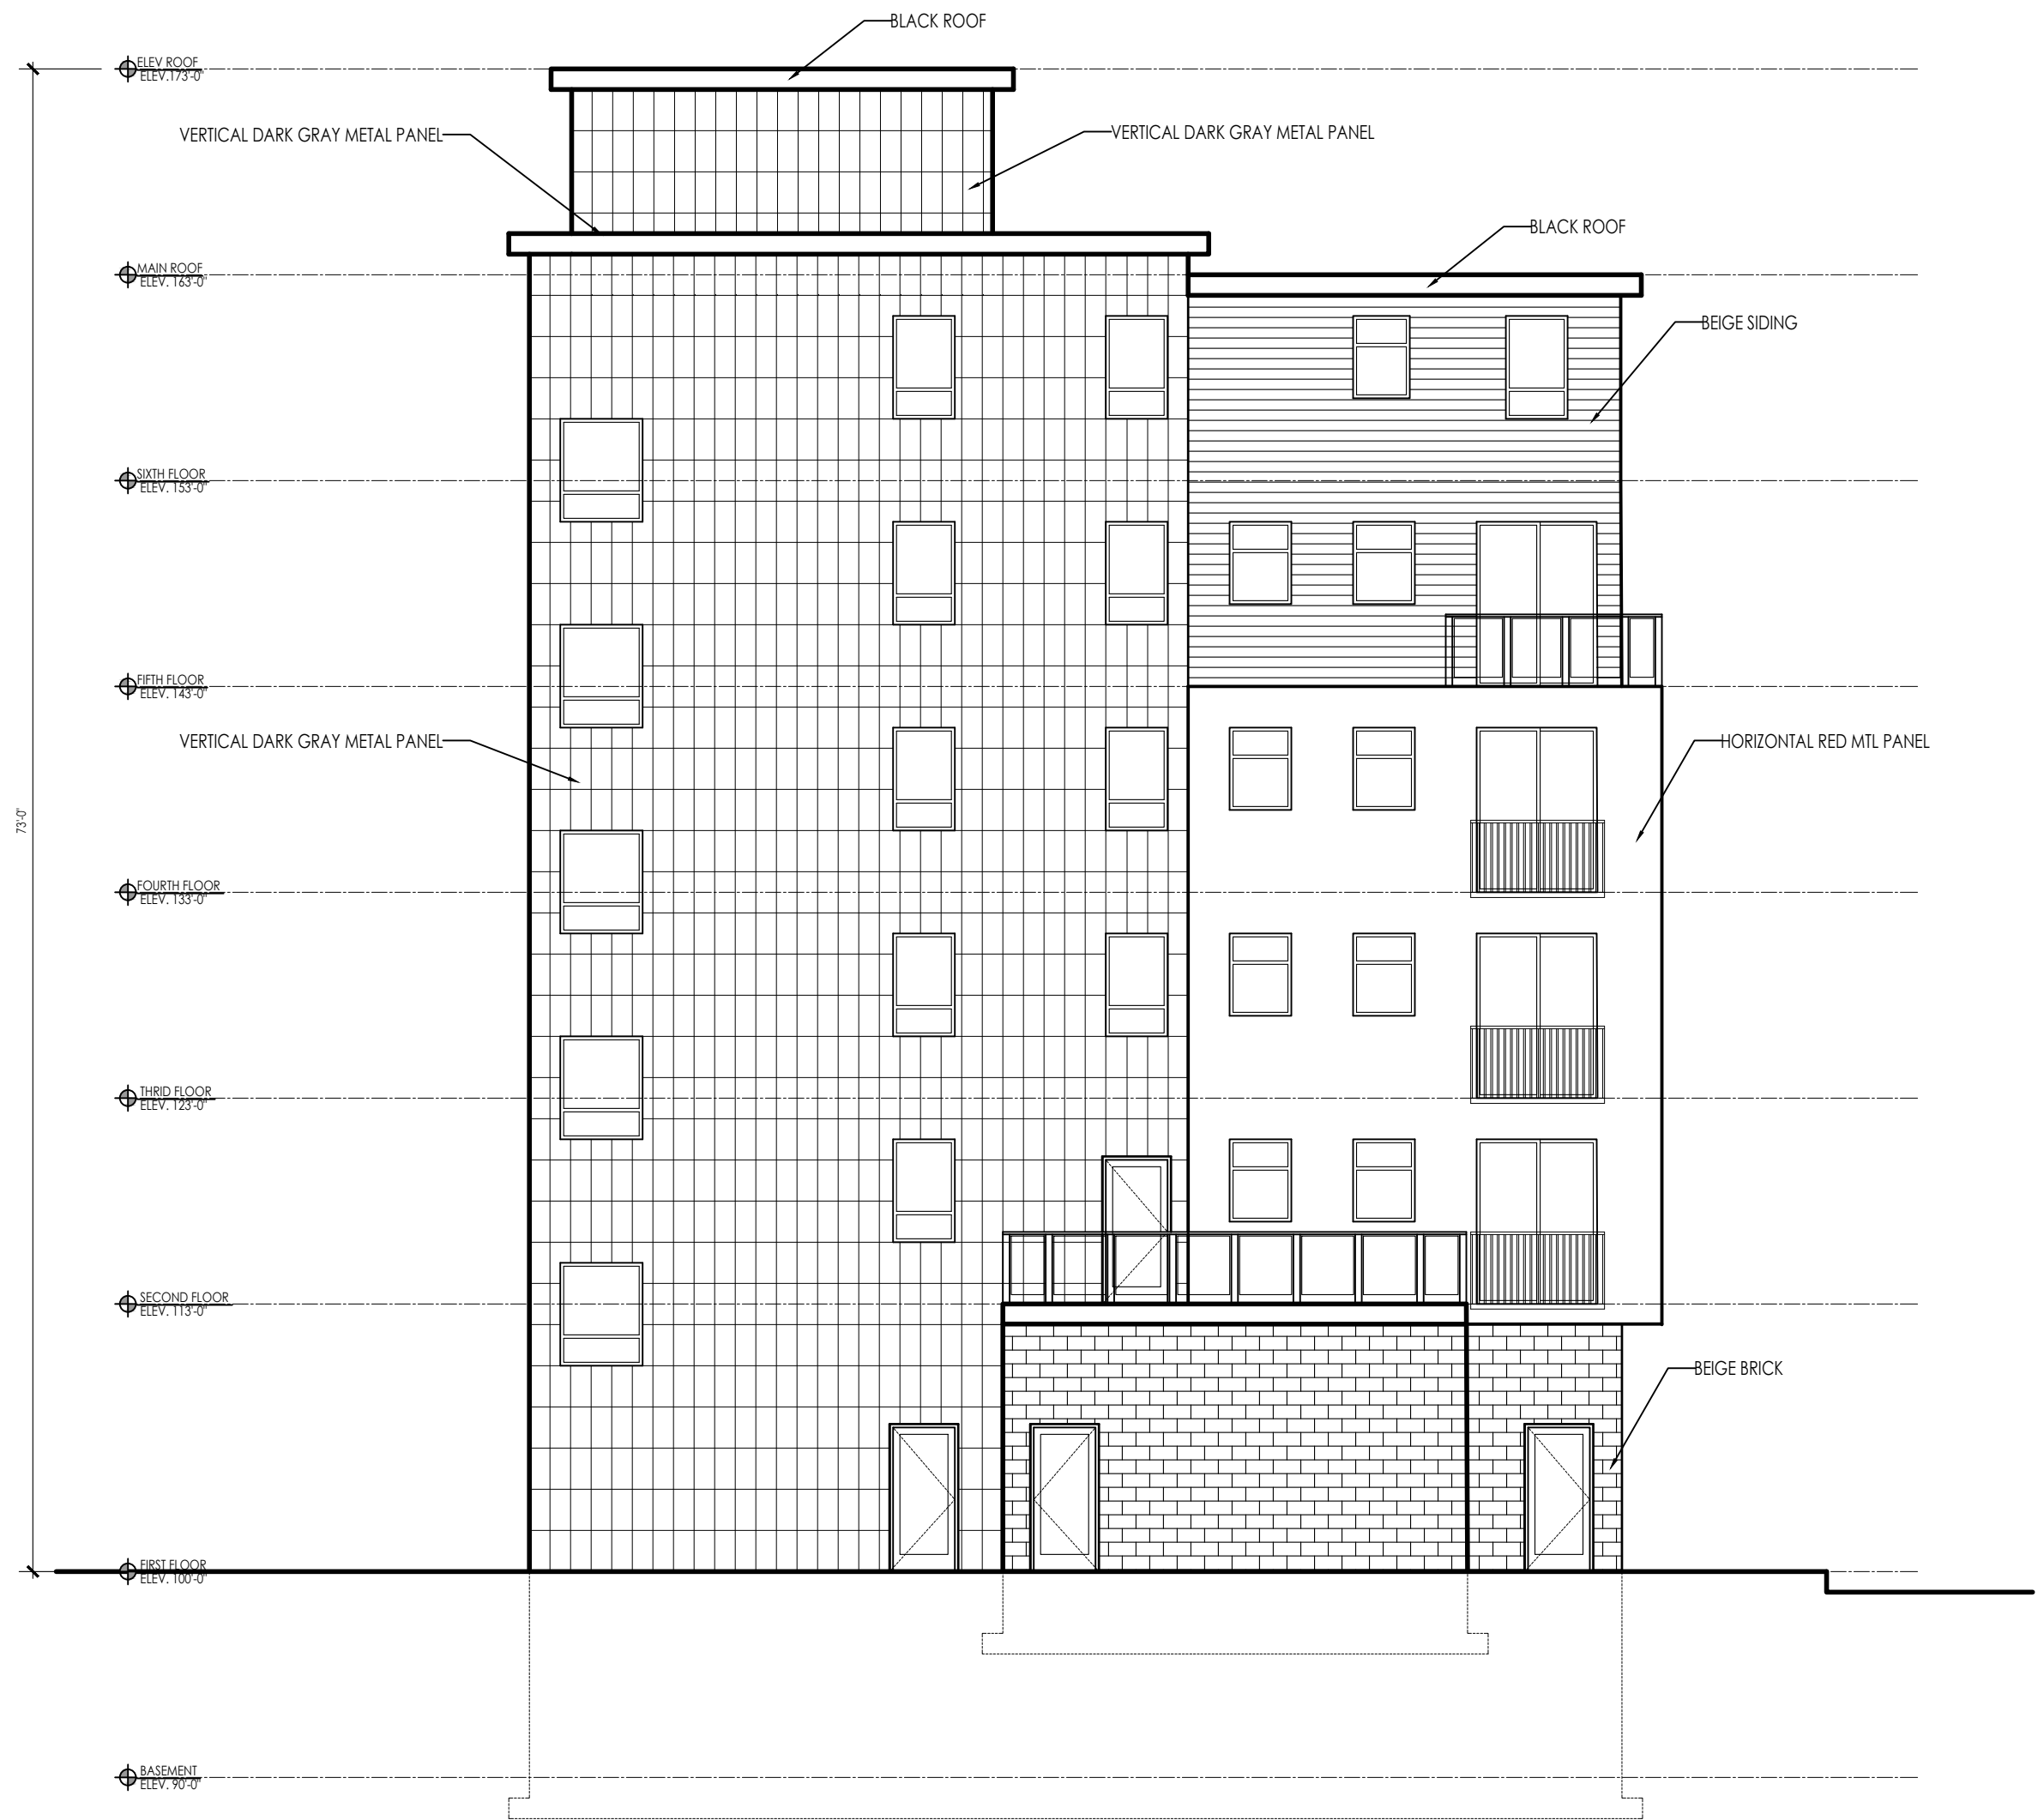 BLACK ROOF
ELEV ROOF
ELEV.173'-0"
VERTICAL DARK GRAY METAL PANEL
VERTICAL DARK GRAY METAL PANEL
BLACK ROOF
MAIN ROOF
ELEV. 163'-0"
BEIGE SIDING
SIXTH FLOOR
ELEV. 153'-0"
FIFTH FLOOR
ELEV. 143'-0"
VERTICAL DARK GRAY METAL PANEL
HORIZONTAL RED MTL PANEL
73'-0"
FOURTH FLOOR
ELEV. 133'-0"
THRID FLOOR
ELEV. 123'-0"
SECOND FLOOR
ELEV. 113'-0"
BEIGE BRICK
FIRST FLOOR
ELEV. 100'-0"
BASEMENT
ELEV. 90'-0"